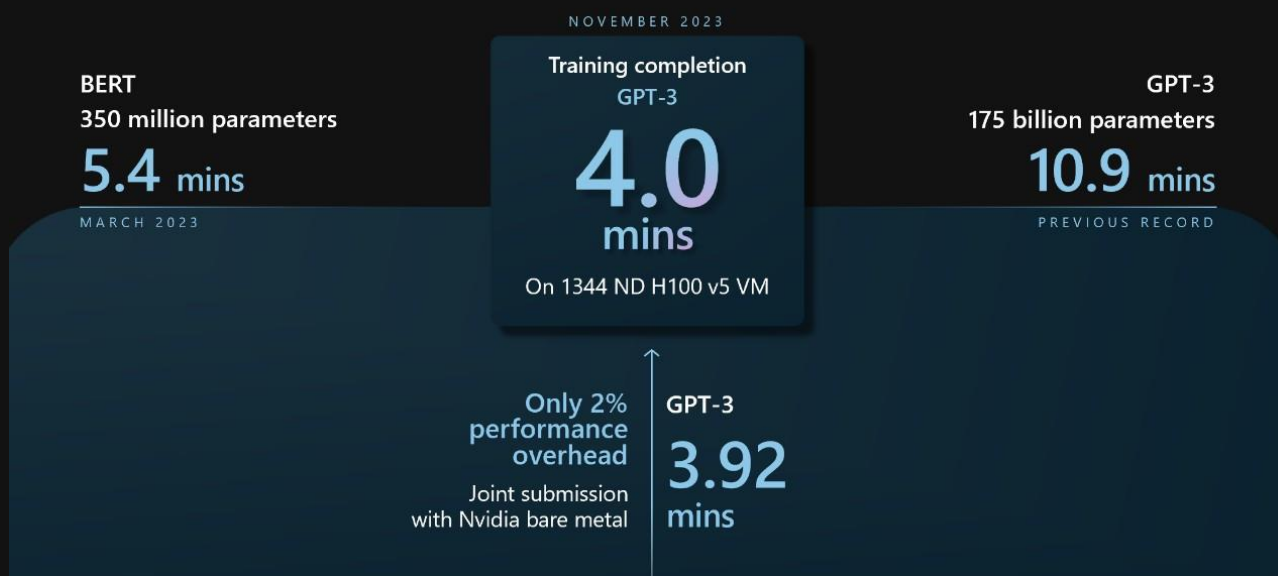 NOVEMBER 2023
BERT
350 million parameters
5.4 mins
MARCH 2023
Training completion
GPT-3
4.0
mins
On 1344 ND H100 v5 VM
GPT-3
175 billion parameters
10.9 mins
PREVIOUS RECORD
Only 2%
performance
overhead
Joint submission
with Nvidia bare metal
GPT-3
3.92
mins